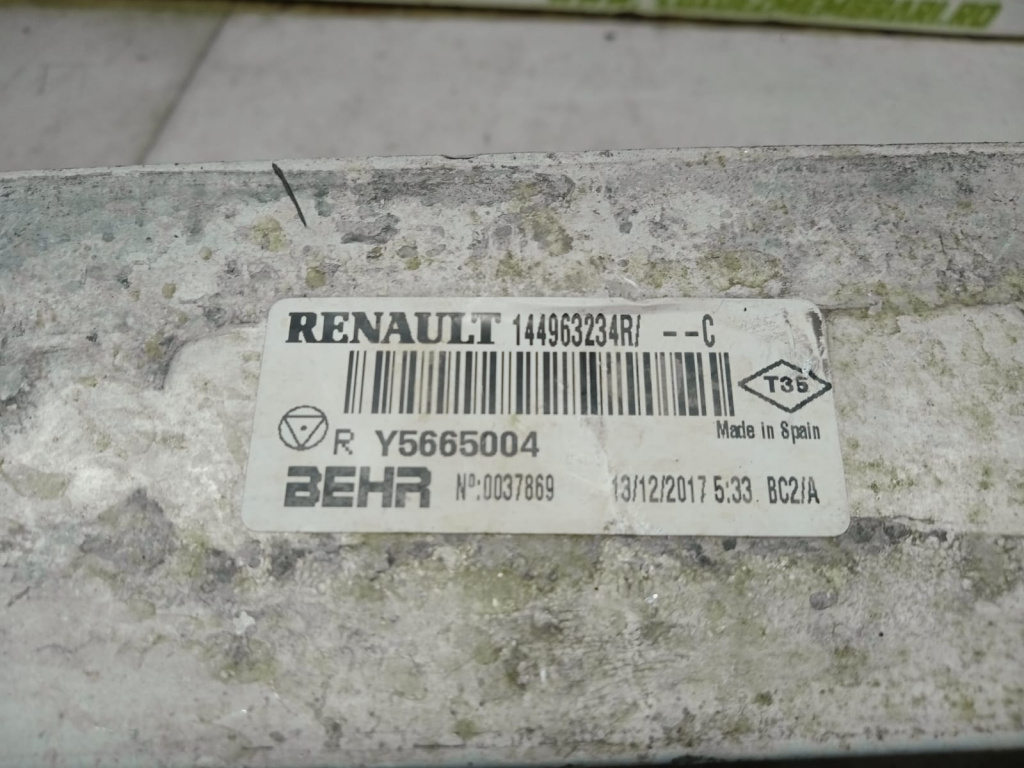 RENAULT 144963234R/ --C
T35
Made in Spain
R Y5665004
BEHR Nº:0037869 13/12/2017 5:33 BC2/A